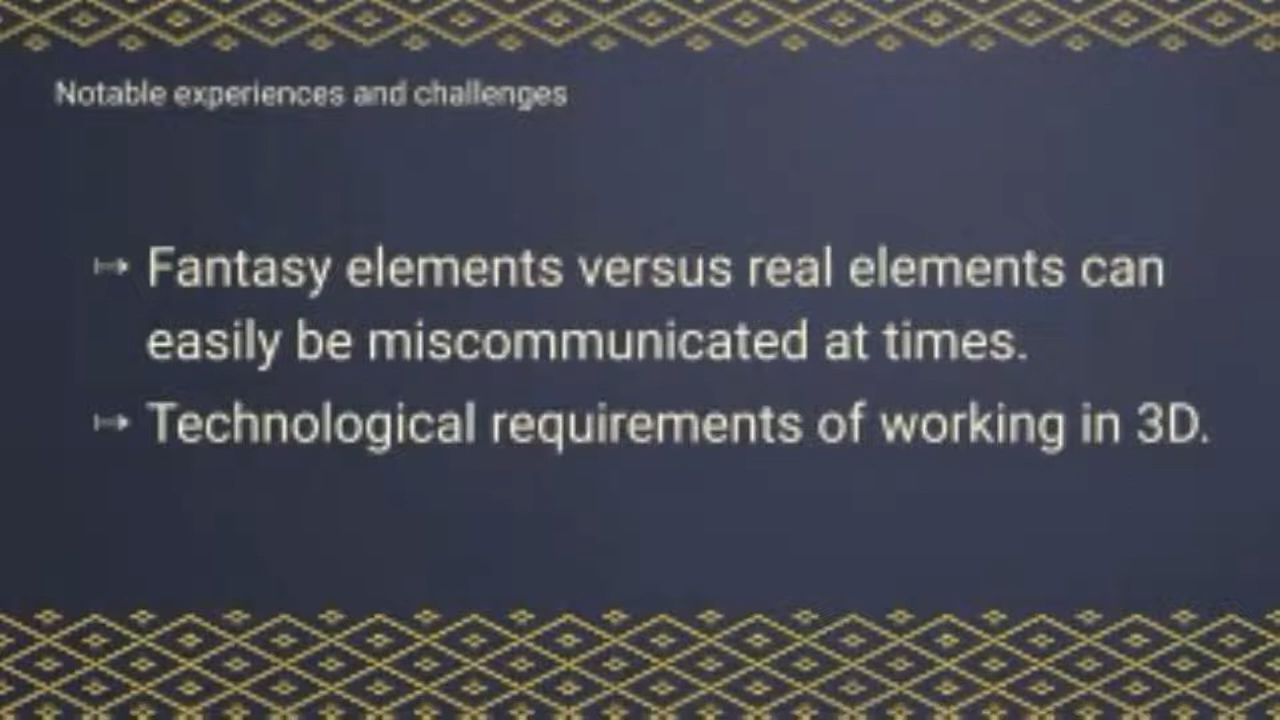 Notable experiences and challenges
↦ Fantasy elements versus real elements can
easily be miscommunicated at times.
↦ Technological requirements of working in 3D.